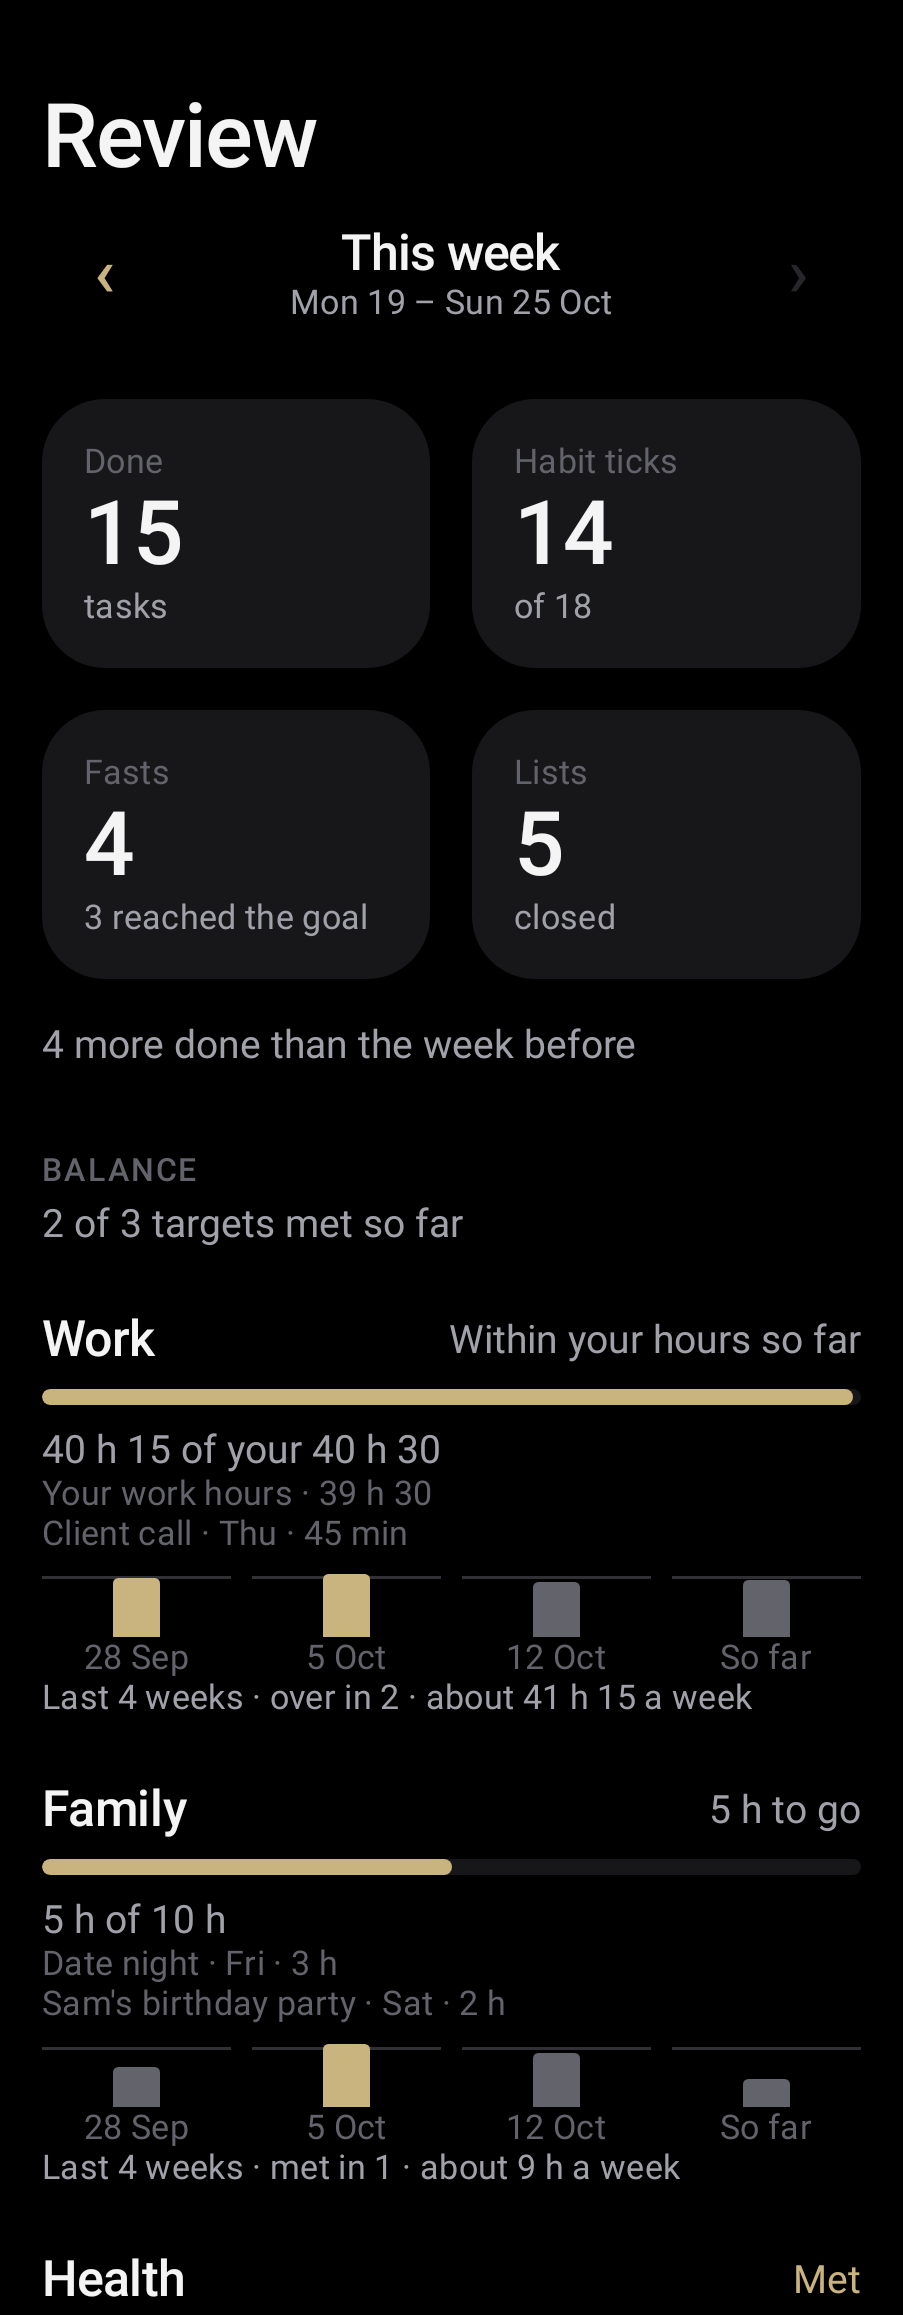 Review
This week
Mon 19 – Sun 25 Oct
Done
15
tasks
Habit ticks
14
of 18
Fasts
4
3 reached the goal
Lists
5
closed
4 more done than the week before
BALANCE
2 of 3 targets met so far
Work
Within your hours so far
40 h 15 of your 40 h 30
Your work hours · 39 h 30
Client call · Thu · 45 min
28 Sep
5 Oct
12 Oct
So far
Last 4 weeks · over in 2 · about 41 h 15 a week
Family
5 h to go
5 h of 10 h
Date night · Fri · 3 h
Sam's birthday party · Sat · 2 h
28 Sep
5 Oct
12 Oct
So far
Last 4 weeks · met in 1 · about 9 h a week
Health
Met